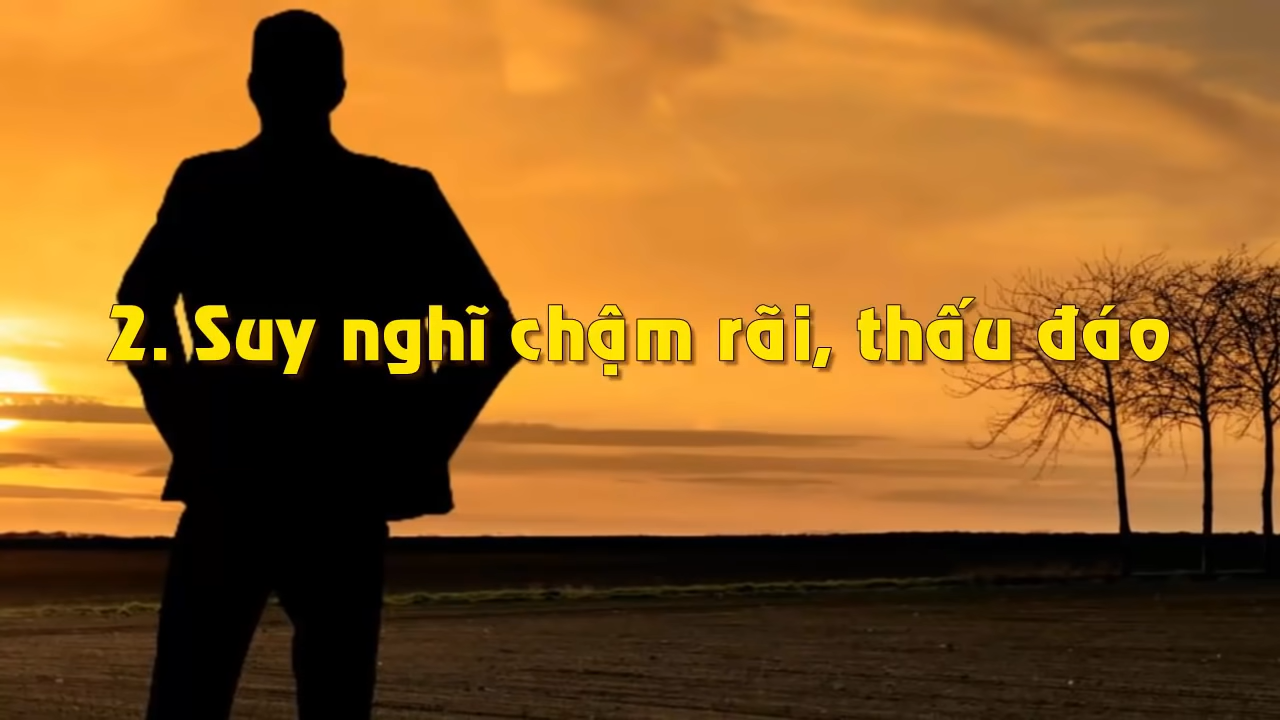 2. Suy nghĩ chậm rãi, thấu đáo